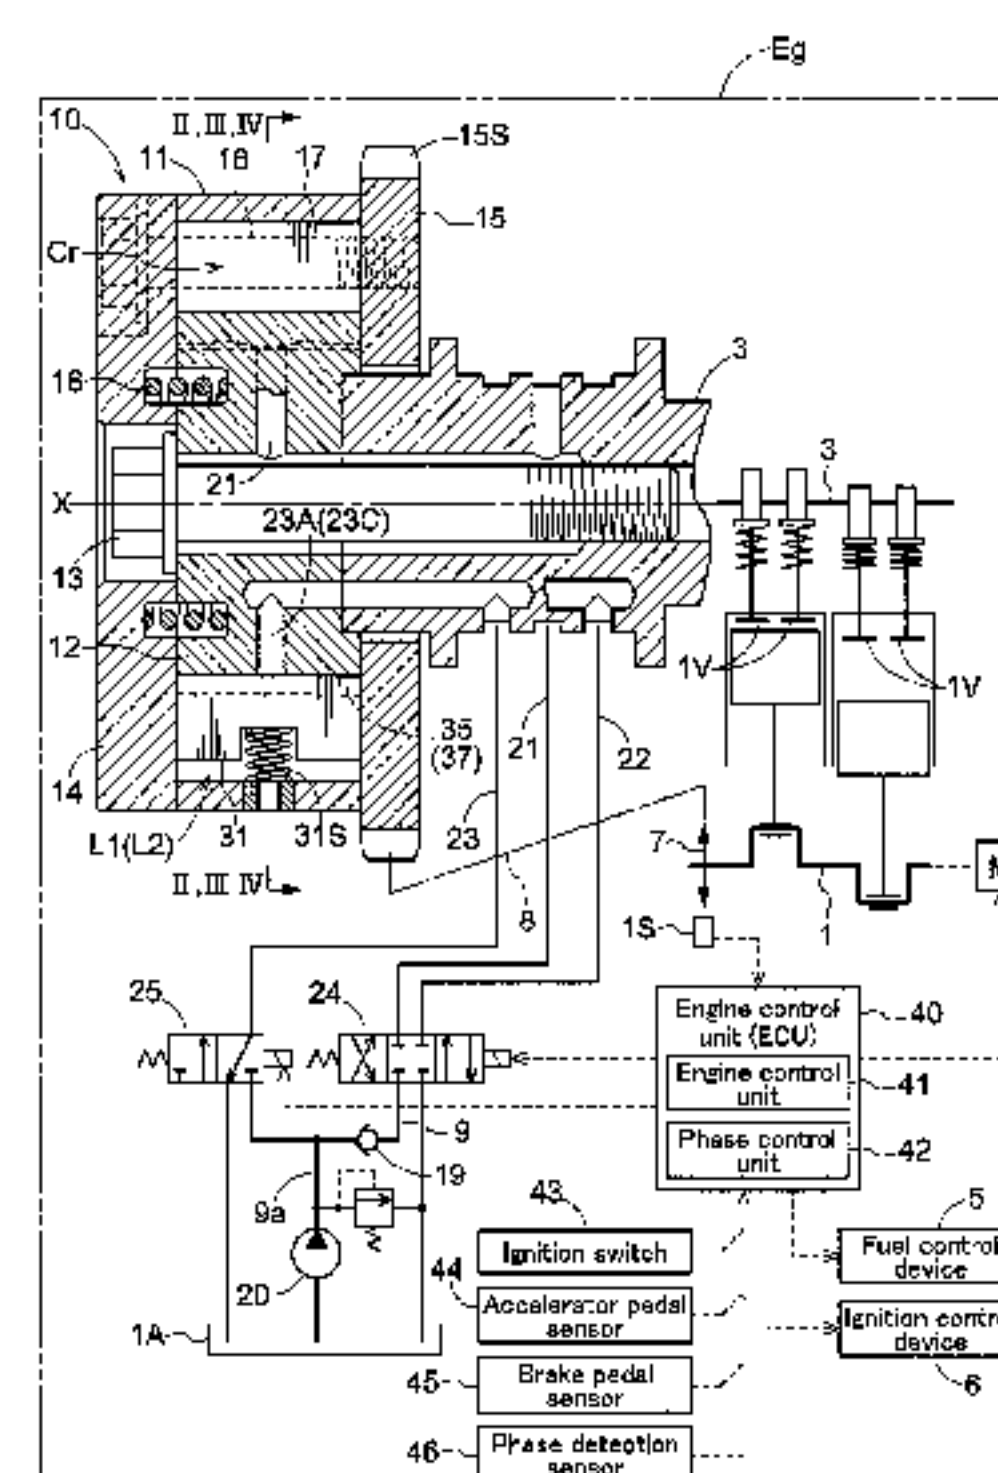 Eg
10
II,III,IV
15S
11
16
17
15
Cr
16
3
3
21
X
23A(23C)
13
12
1V
1V
35
(37)
21
22
14
L1(L2)
31
31S
23
7
II,III IV
8
1S
1
25
24
Engine control
unit (ECU)
40
Engine control
unit
41
9
Phase control
unit
42
19
9a
43
5
Ignition switch
Fuel control
device
44
20
Accelerator pedal
sensor
1A
Ignition contr
device
Brake pedal
sensor
45
6
Phase detection
sensor
46